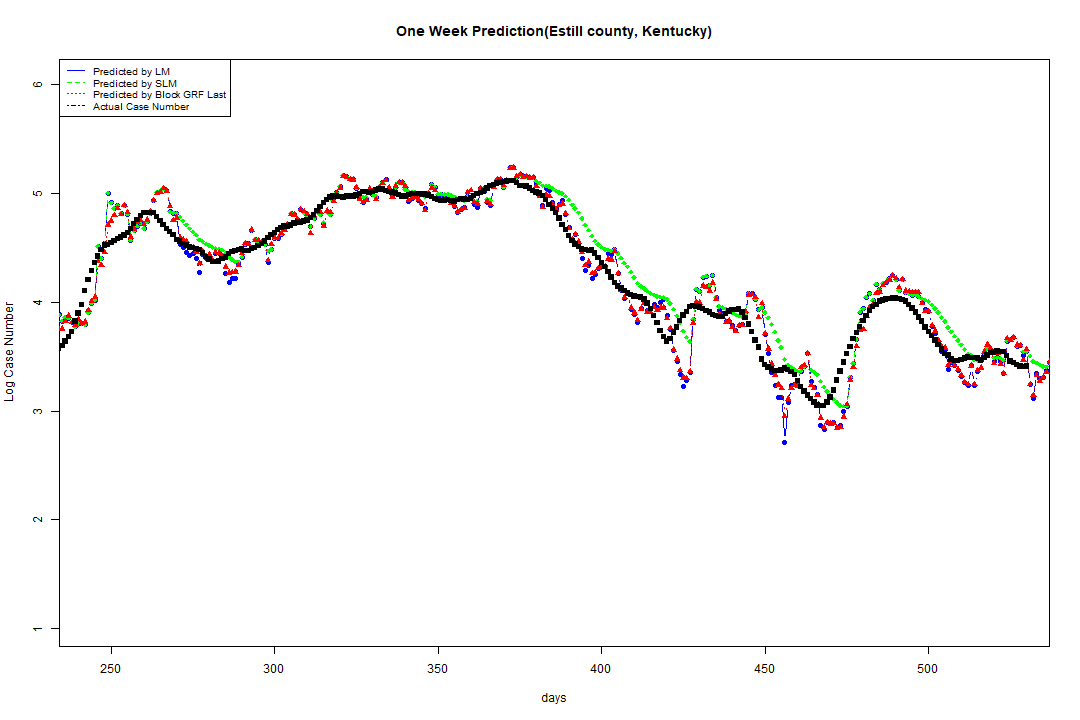 One Week Prediction(Estill county, Kentucky)
Predicted by LM
Predicted by SLM
Predicted by Block GRF Last
Actual Case Number
6
5
4
3
2
1
Log Case Number
250 300 350 400 450 500
days